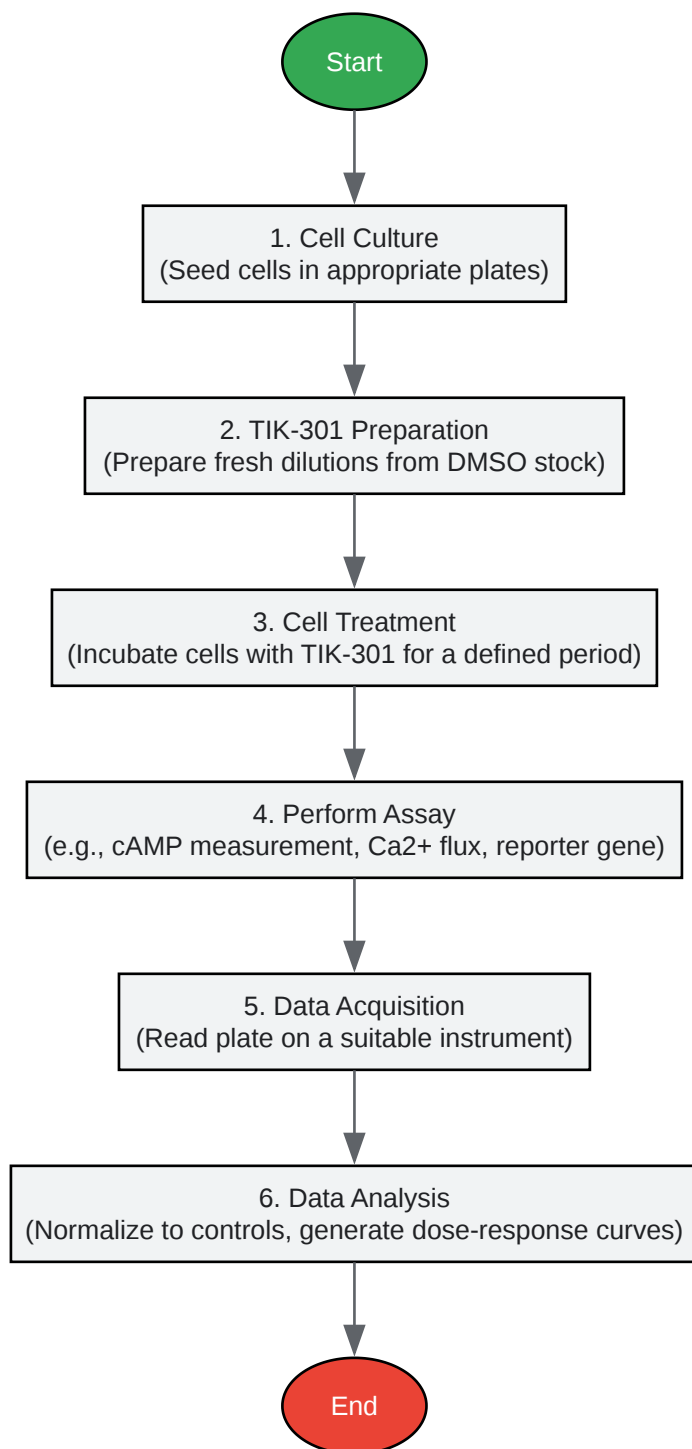 Start
1. Cell Culture
(Seed cells in appropriate plates)
2. TIK-301 Preparation
(Prepare fresh dilutions from DMSO stock)
3. Cell Treatment
(Incubate cells with TIK-301 for a defined period)
4. Perform Assay
(e.g., cAMP measurement, Ca2+ flux, reporter gene)
5. Data Acquisition
(Read plate on a suitable instrument)
6. Data Analysis
(Normalize to controls, generate dose-response curves)
End